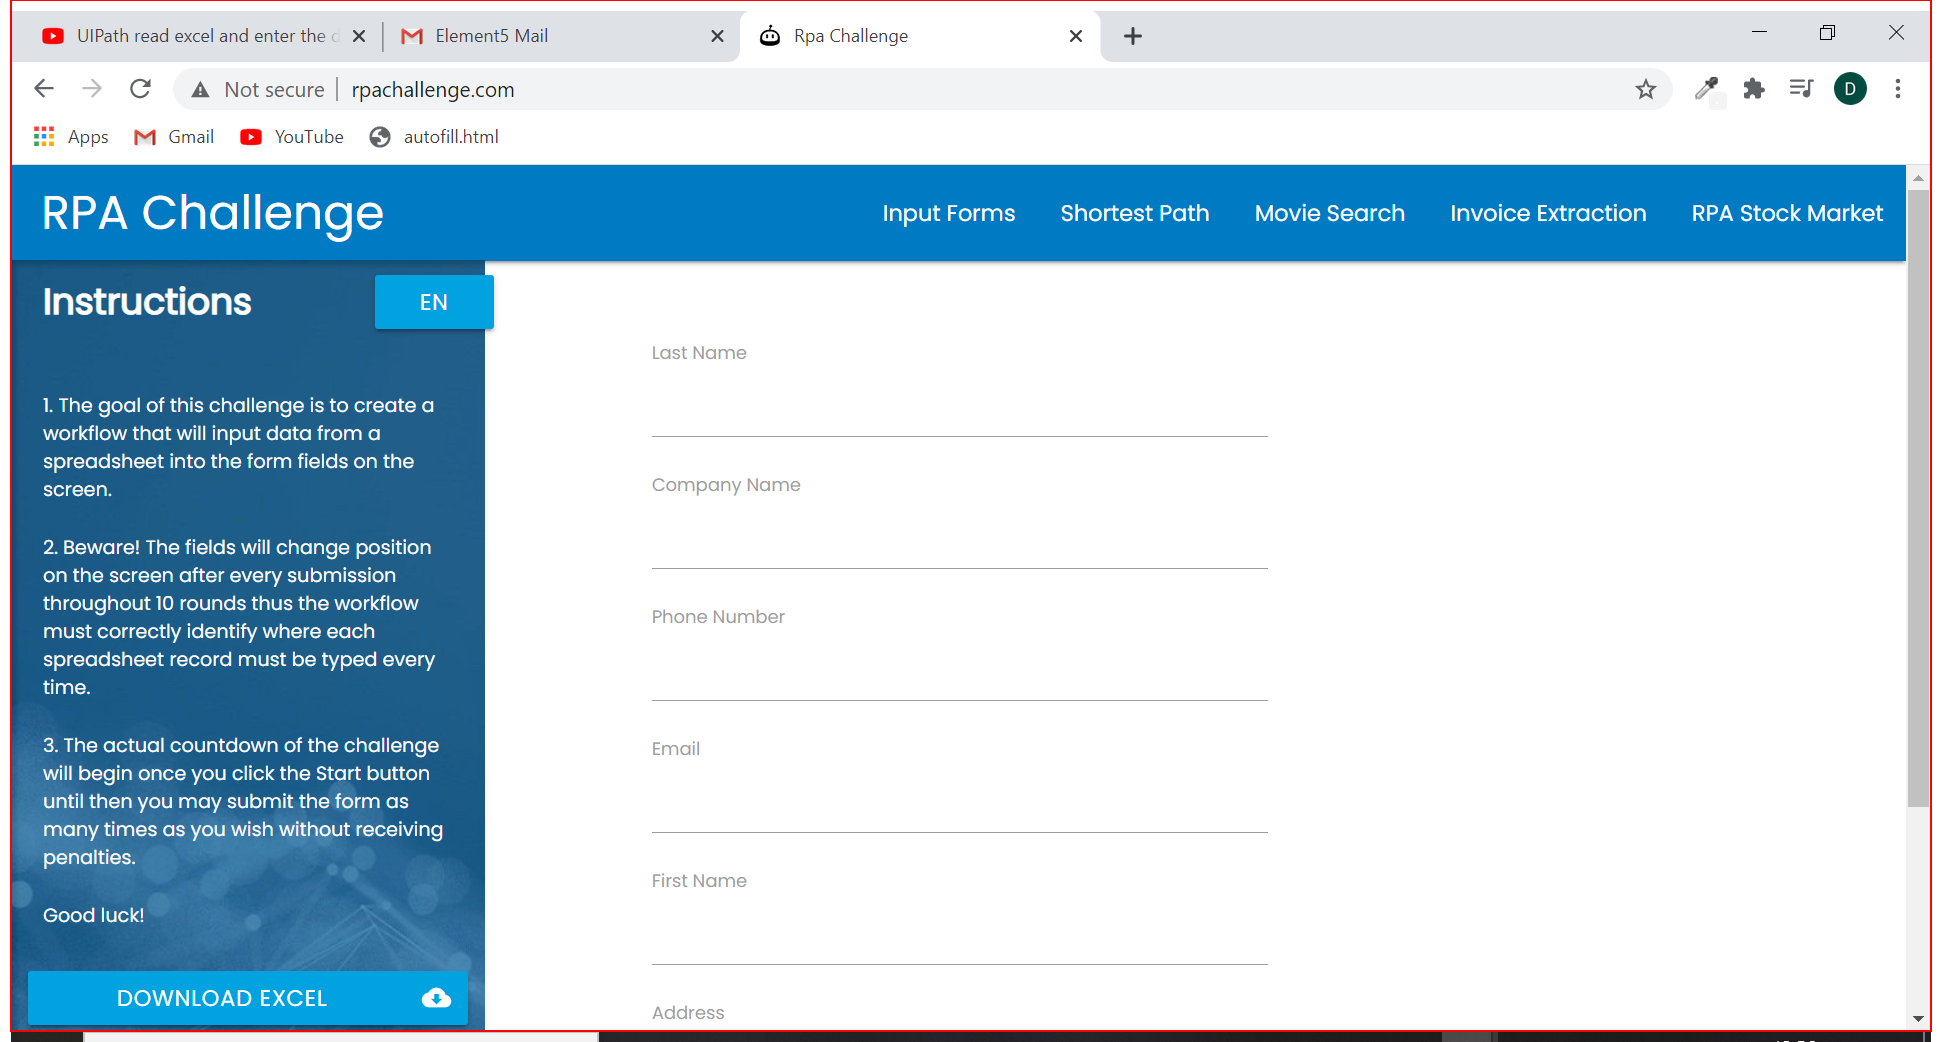 UIPath read excel and enter the d
Element5 Mail
Rpa Challenge
Not secure
rpachallenge.com
D
Apps
Gmail
YouTube
autofill.html
RPA Challenge
Input Forms
Shortest Path
Movie Search
Invoice Extraction
RPA Stock Market
Instructions
EN
1. The goal of this challenge is to create a
workflow that will input data from a
spreadsheet into the form fields on the
screen.
2. Beware! The fields will change position
on the screen after every submission
throughout 10 rounds thus the workflow
must correctly identify where each
spreadsheet record must be typed every
time.
3. The actual countdown of the challenge
will begin once you click the Start button
until then you may submit the form as
many times as you wish without receiving
penalties.
Good luck!
DOWNLOAD EXCEL
Last Name
Company Name
Phone Number
Email
First Name
Address